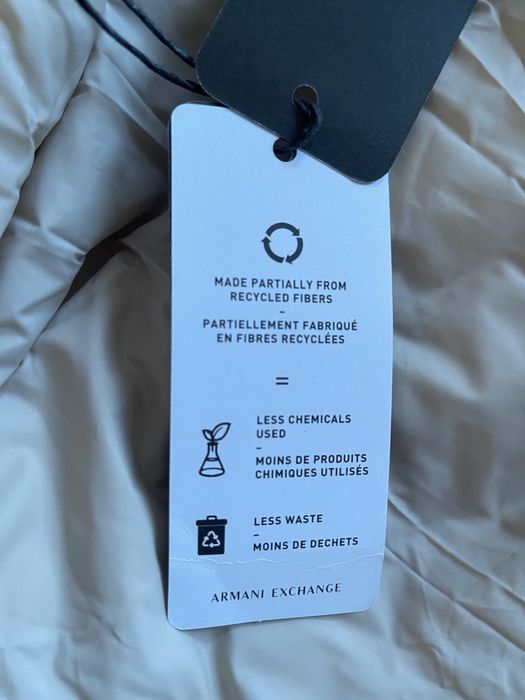 MADE PARTIALLY FROM
RECYCLED FIBERS
–
PARTIELLEMENT FABRIQUÉ
EN FIBRES RECYCLÉES
=
LESS CHEMICALS
USED
–
MOINS DE PRODUITS
CHIMIQUES UTILISÉS
LESS WASTE
–
MOINS DE DECHETS
ARMANI EXCHANGE